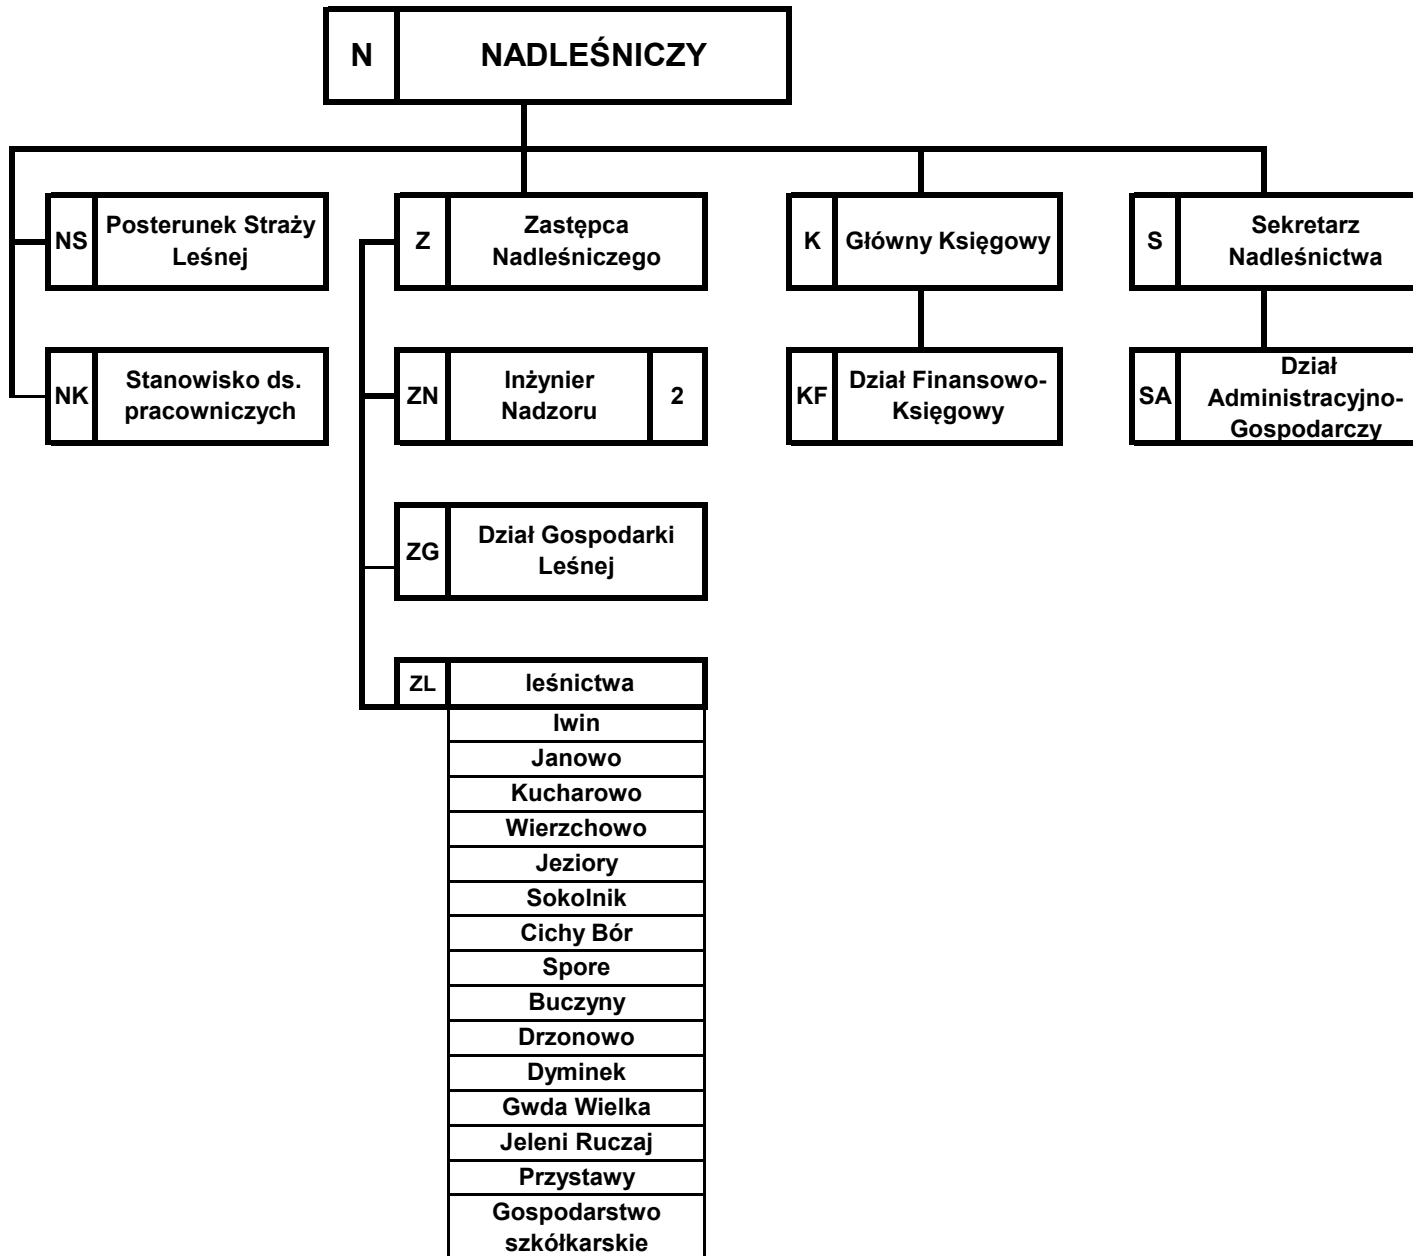 N NADLEŚNICZY
NS Posterunek Straży
Leśnej
Z Zastępca
Nadleśniczego
K Główny Księgowy
S Sekretarz
Nadleśnictwa
NK Stanowisko ds.
pracowniczych
ZN Inżynier
Nadzoru 2
KF Dział Finansowo-
Księgowy
SA Dział
Administracyjno-
Gospodarczy
ZG Dział Gospodarki
Leśnej
ZL leśnictwa
Iwin
Janowo
Kucharowo
Wierzchowo
Jeziory
Sokolnik
Cichy Bór
Spore
Buczyny
Drzonowo
Dyminek
Gwda Wielka
Jeleni Ruczaj
Przystawy
Gospodarstwo
szkółkarskie